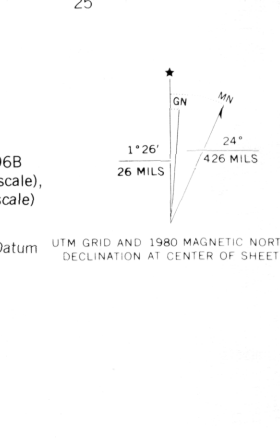 25
GN
MN
1°26′
24°
26 MILS
426 MILS
96B
scale),
scale)
Datum
UTM GRID AND 1980 MAGNETIC NORT
DECLINATION AT CENTER OF SHEET